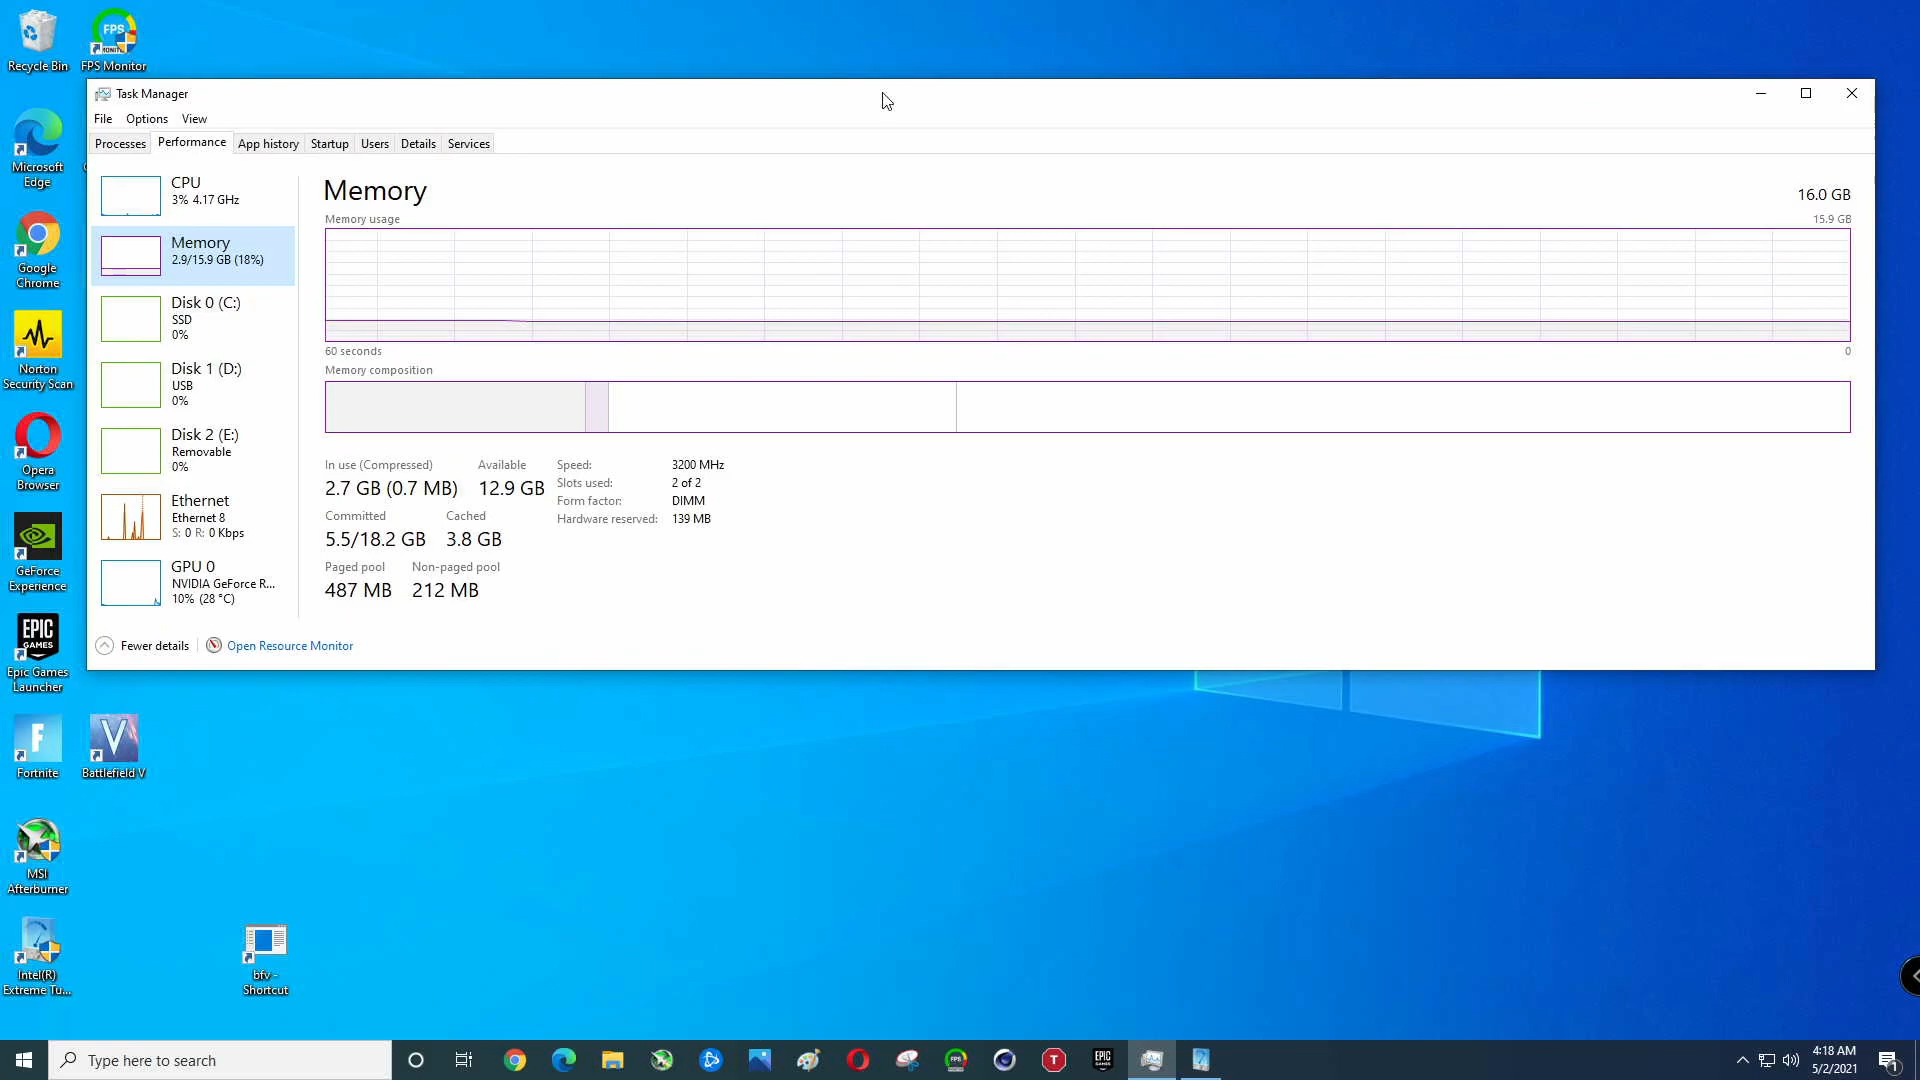 Recycle Bin
FPS
MONITOR
FPS Monitor
Microsoft
Edge
Google
Chrome
Norton
Security Scan
Opera
Browser
GeForce
Experience
EPIC
GAMES
Epic Games
Launcher
Fortnite
Battlefield V
MSI
Afterburner
Intel(R)
Extreme Tu...
bfv -
Shortcut
Task Manager
File Options View
Processes Performance App history Startup Users Details Services
CPU
3% 4.17 GHz
Memory
2.9/15.9 GB (18%)
Disk 0 (C:)
SSD
0%
Disk 1 (D:)
USB
0%
Disk 2 (E:)
Removable
0%
Ethernet
Ethernet 8
S: 0 R: 0 Kbps
GPU 0
NVIDIA GeForce R...
10% (28 °C)
Memory 16.0 GB
Memory usage 15.9 GB
60 seconds 0
Memory composition
In use (Compressed) Available
2.7 GB (0.7 MB) 12.9 GB
Committed Cached
5.5/18.2 GB 3.8 GB
Paged pool Non-paged pool
487 MB 212 MB
Speed: 3200 MHz
Slots used: 2 of 2
Form factor: DIMM
Hardware reserved: 139 MB
Fewer details Open Resource Monitor
Type here to search
FPS
T
EPIC
GAMES
4:18 AM
5/2/2021
1